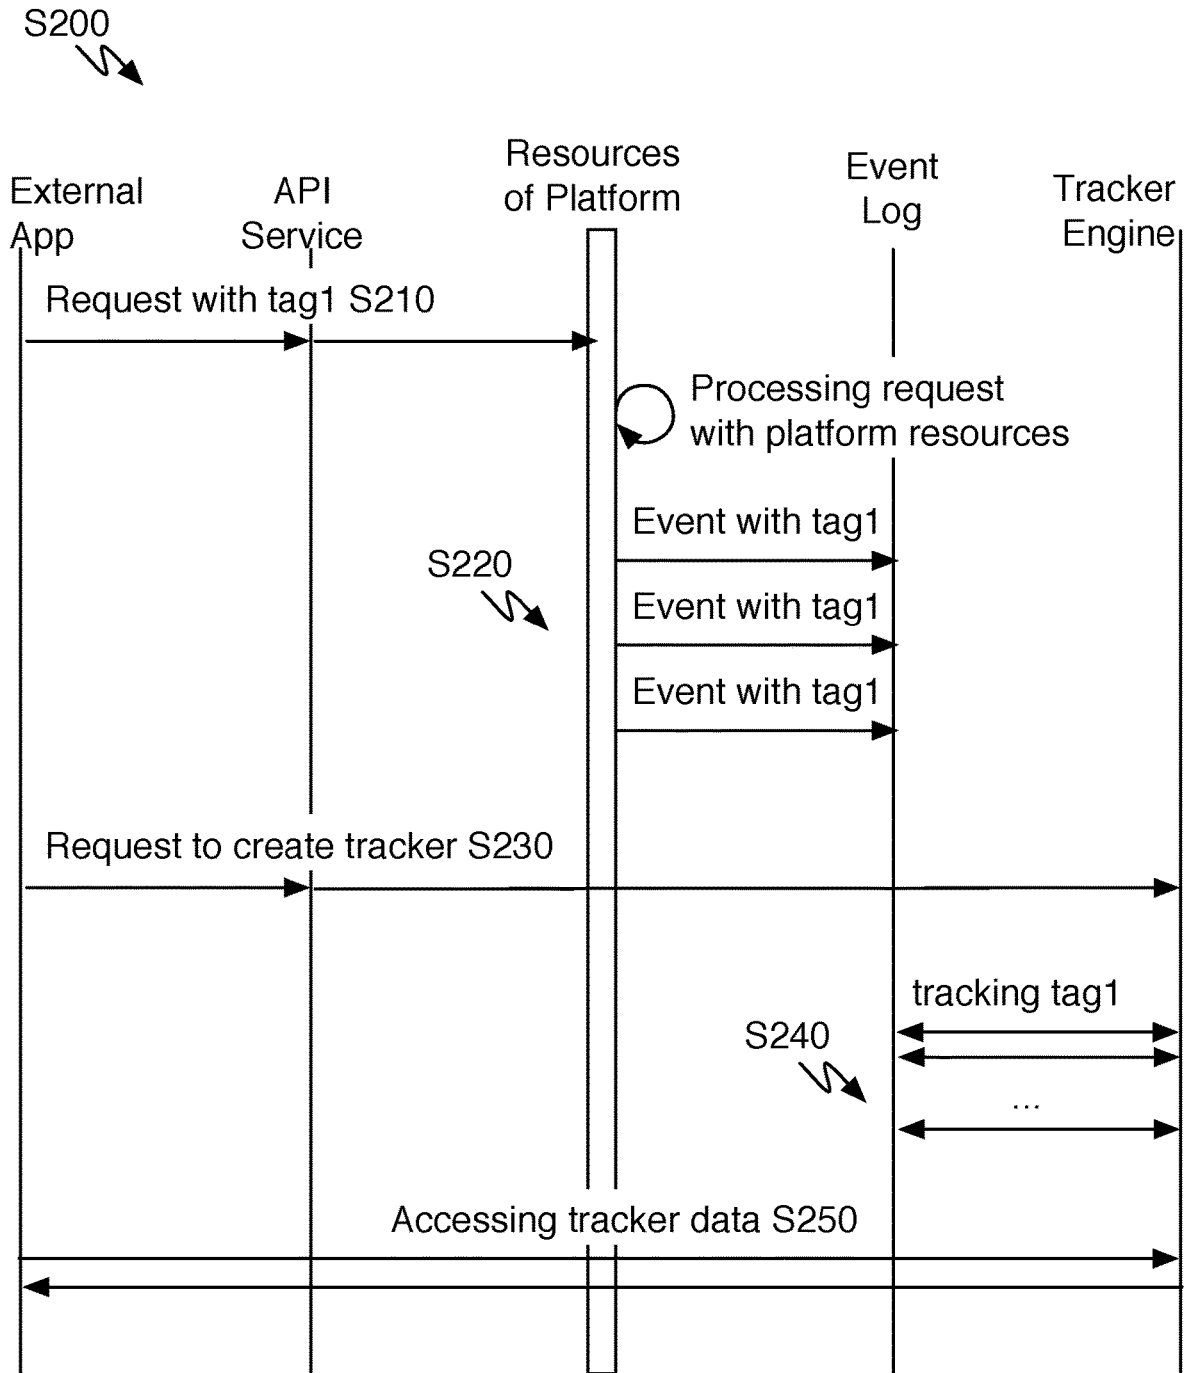 S200
External
App
API
Service
Resources
of Platform
Event
Log
Tracker
Engine
Request with tag1 S210
Processing request
with platform resources
Event with tag1
S220
Event with tag1
Event with tag1
Request to create tracker S230
tracking tag1
S240
...
Accessing tracker data S250